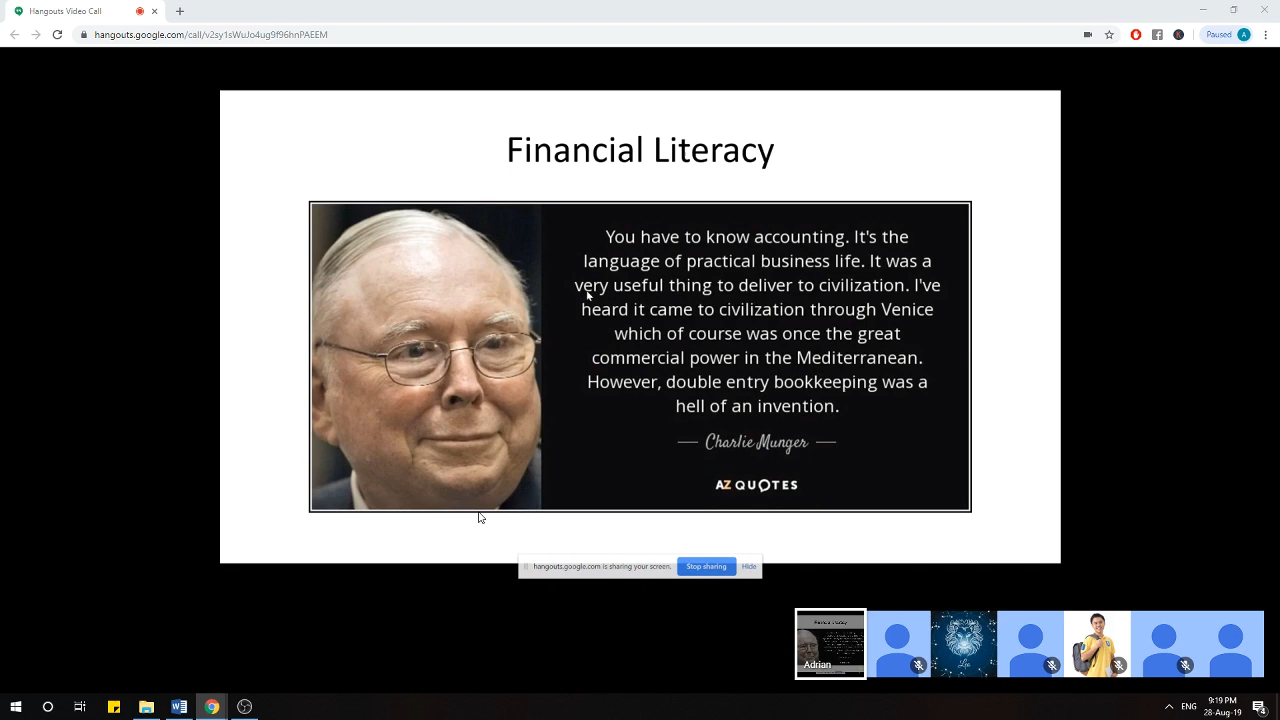 Hangouts Video Call
hangouts.google.com/call/v2sy1sWuJo4ug9f96hnPAEEM
Paused
A
Financial Literacy
You have to know accounting. It's the
language of practical business life. It was a
very useful thing to deliver to civilization. I've
heard it came to civilization through Venice
which of course was once the great
commercial power in the Mediterranean.
However, double entry bookkeeping was a
hell of an invention.
Charlie Munger
AZ QUOTES
hangouts.google.com is sharing your screen.
Stop sharing
Hide
Adrian
ENG
9:19 PM
28-Aug-19